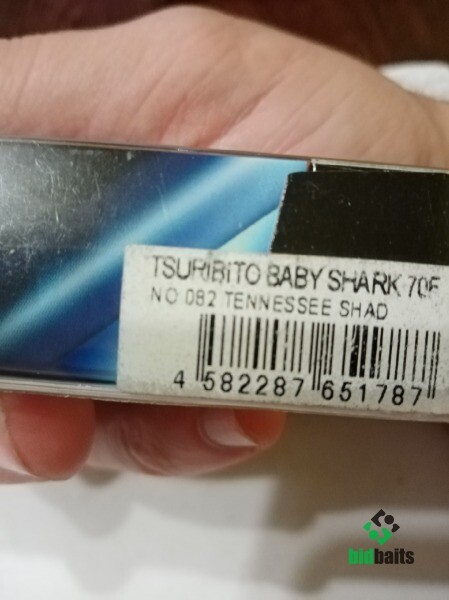 TSURIBITO BABY SHARK 70F
NO 082 TENNESSEE SHAD
4 582287 651787
bidbaits